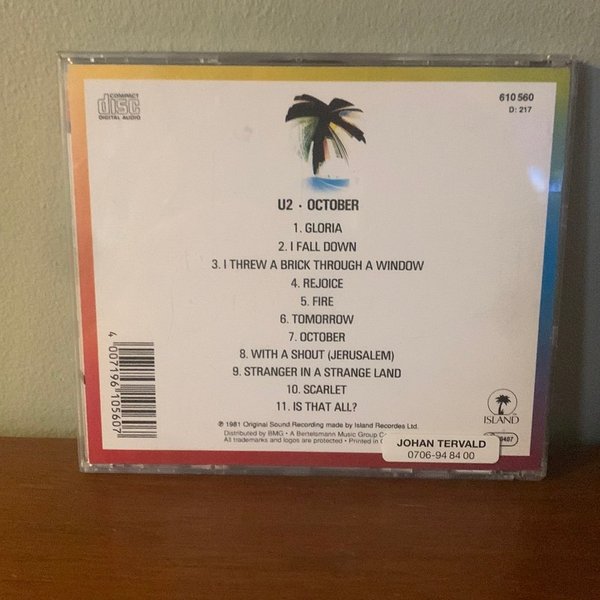 COMPACT
disc
DIGITAL AUDIO
610 560
D: 217
U2 · OCTOBER
1. GLORIA
2. I FALL DOWN
3. I THREW A BRICK THROUGH A WINDOW
4. REJOICE
5. FIRE
6. TOMORROW
7. OCTOBER
8. WITH A SHOUT (JERUSALEM)
9. STRANGER IN A STRANGE LAND
10. SCARLET
11. IS THAT ALL?
4 007196 105607
ISLAND
℗ 1981 Original Sound Recording made by Island Recordes Ltd.
Distributed by BMG · A Bertelsmann Music Group
All trademarks and logos are protected · Printed in
JOHAN TERVALD
0706-94 84 00